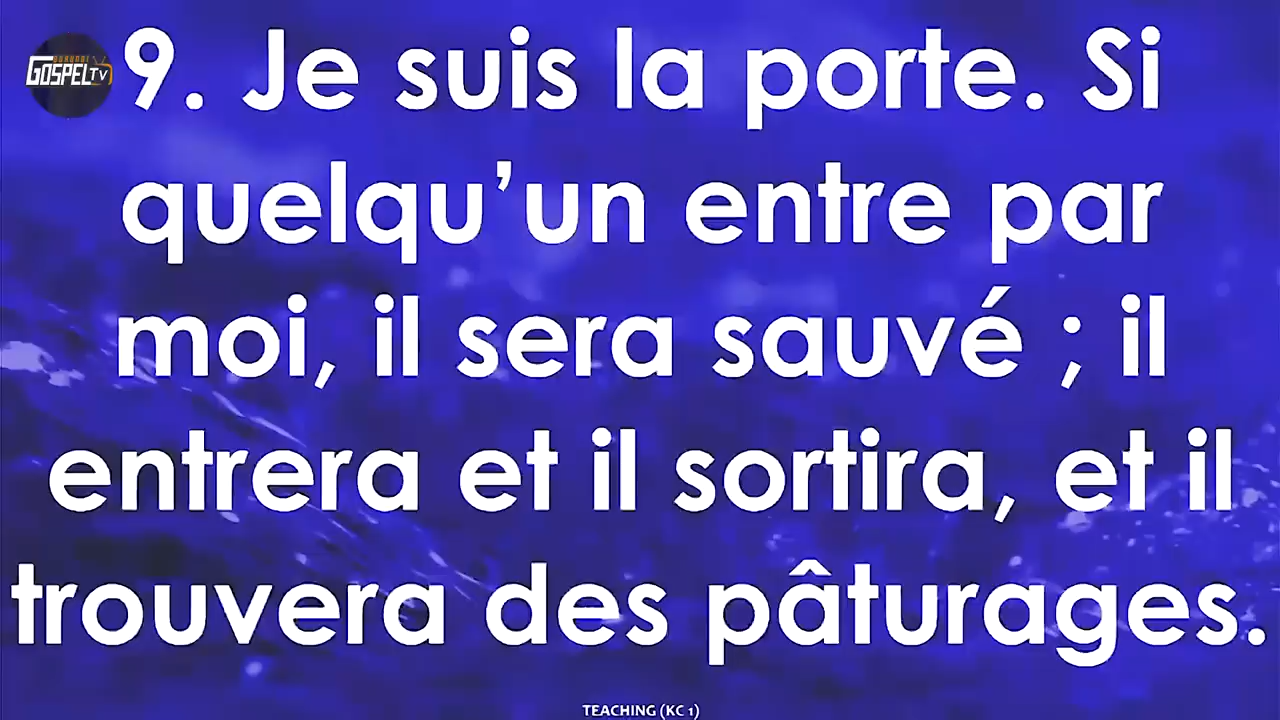 BURUNDI
GOSPEL TV
9. Je suis la porte. Si
quelqu’un entre par
moi, il sera sauvé ; il
entrera et il sortira, et il
trouvera des pâturages.
TEACHING (KC 1)